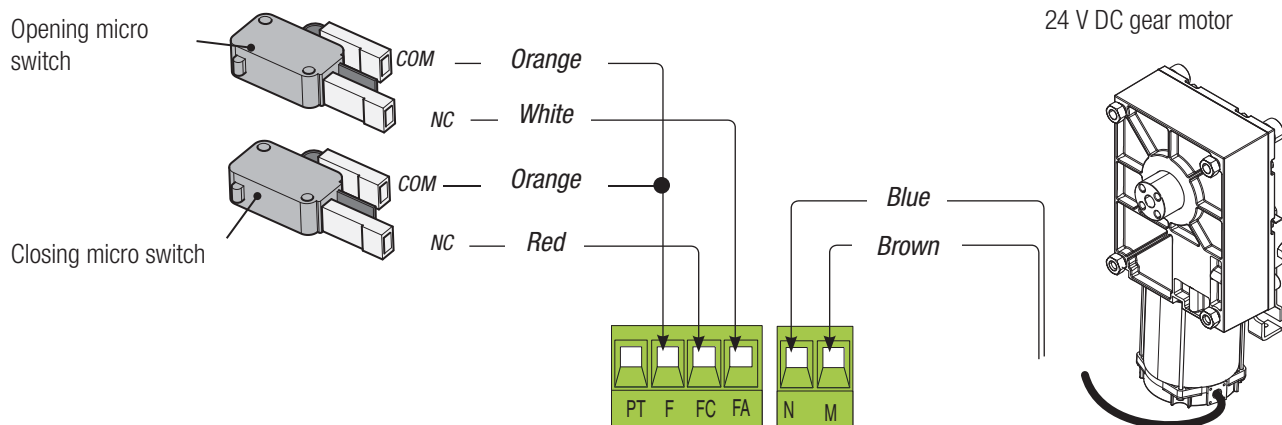 Opening micro
switch
COM
Orange
NC
White
COM
Orange
NC
Red
Closing micro switch
Blue
Brown
24 V DC gear motor
PT F FC FA
N M